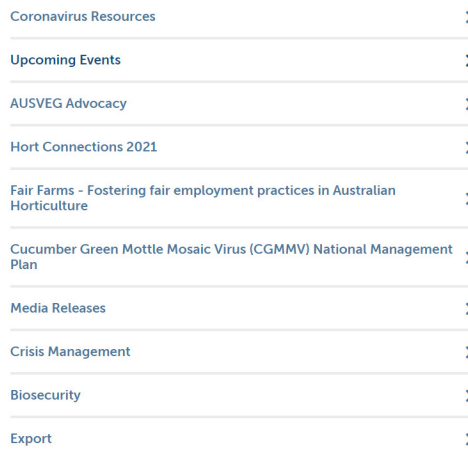 Coronavirus Resources
Upcoming Events
AUSVEG Advocacy
Hort Connections 2021
Fair Farms - Fostering fair employment practices in Australian
Horticulture
Cucumber Green Mottle Mosaic Virus (CGMMV) National Management
Plan
Media Releases
Crisis Management
Biosecurity
Export